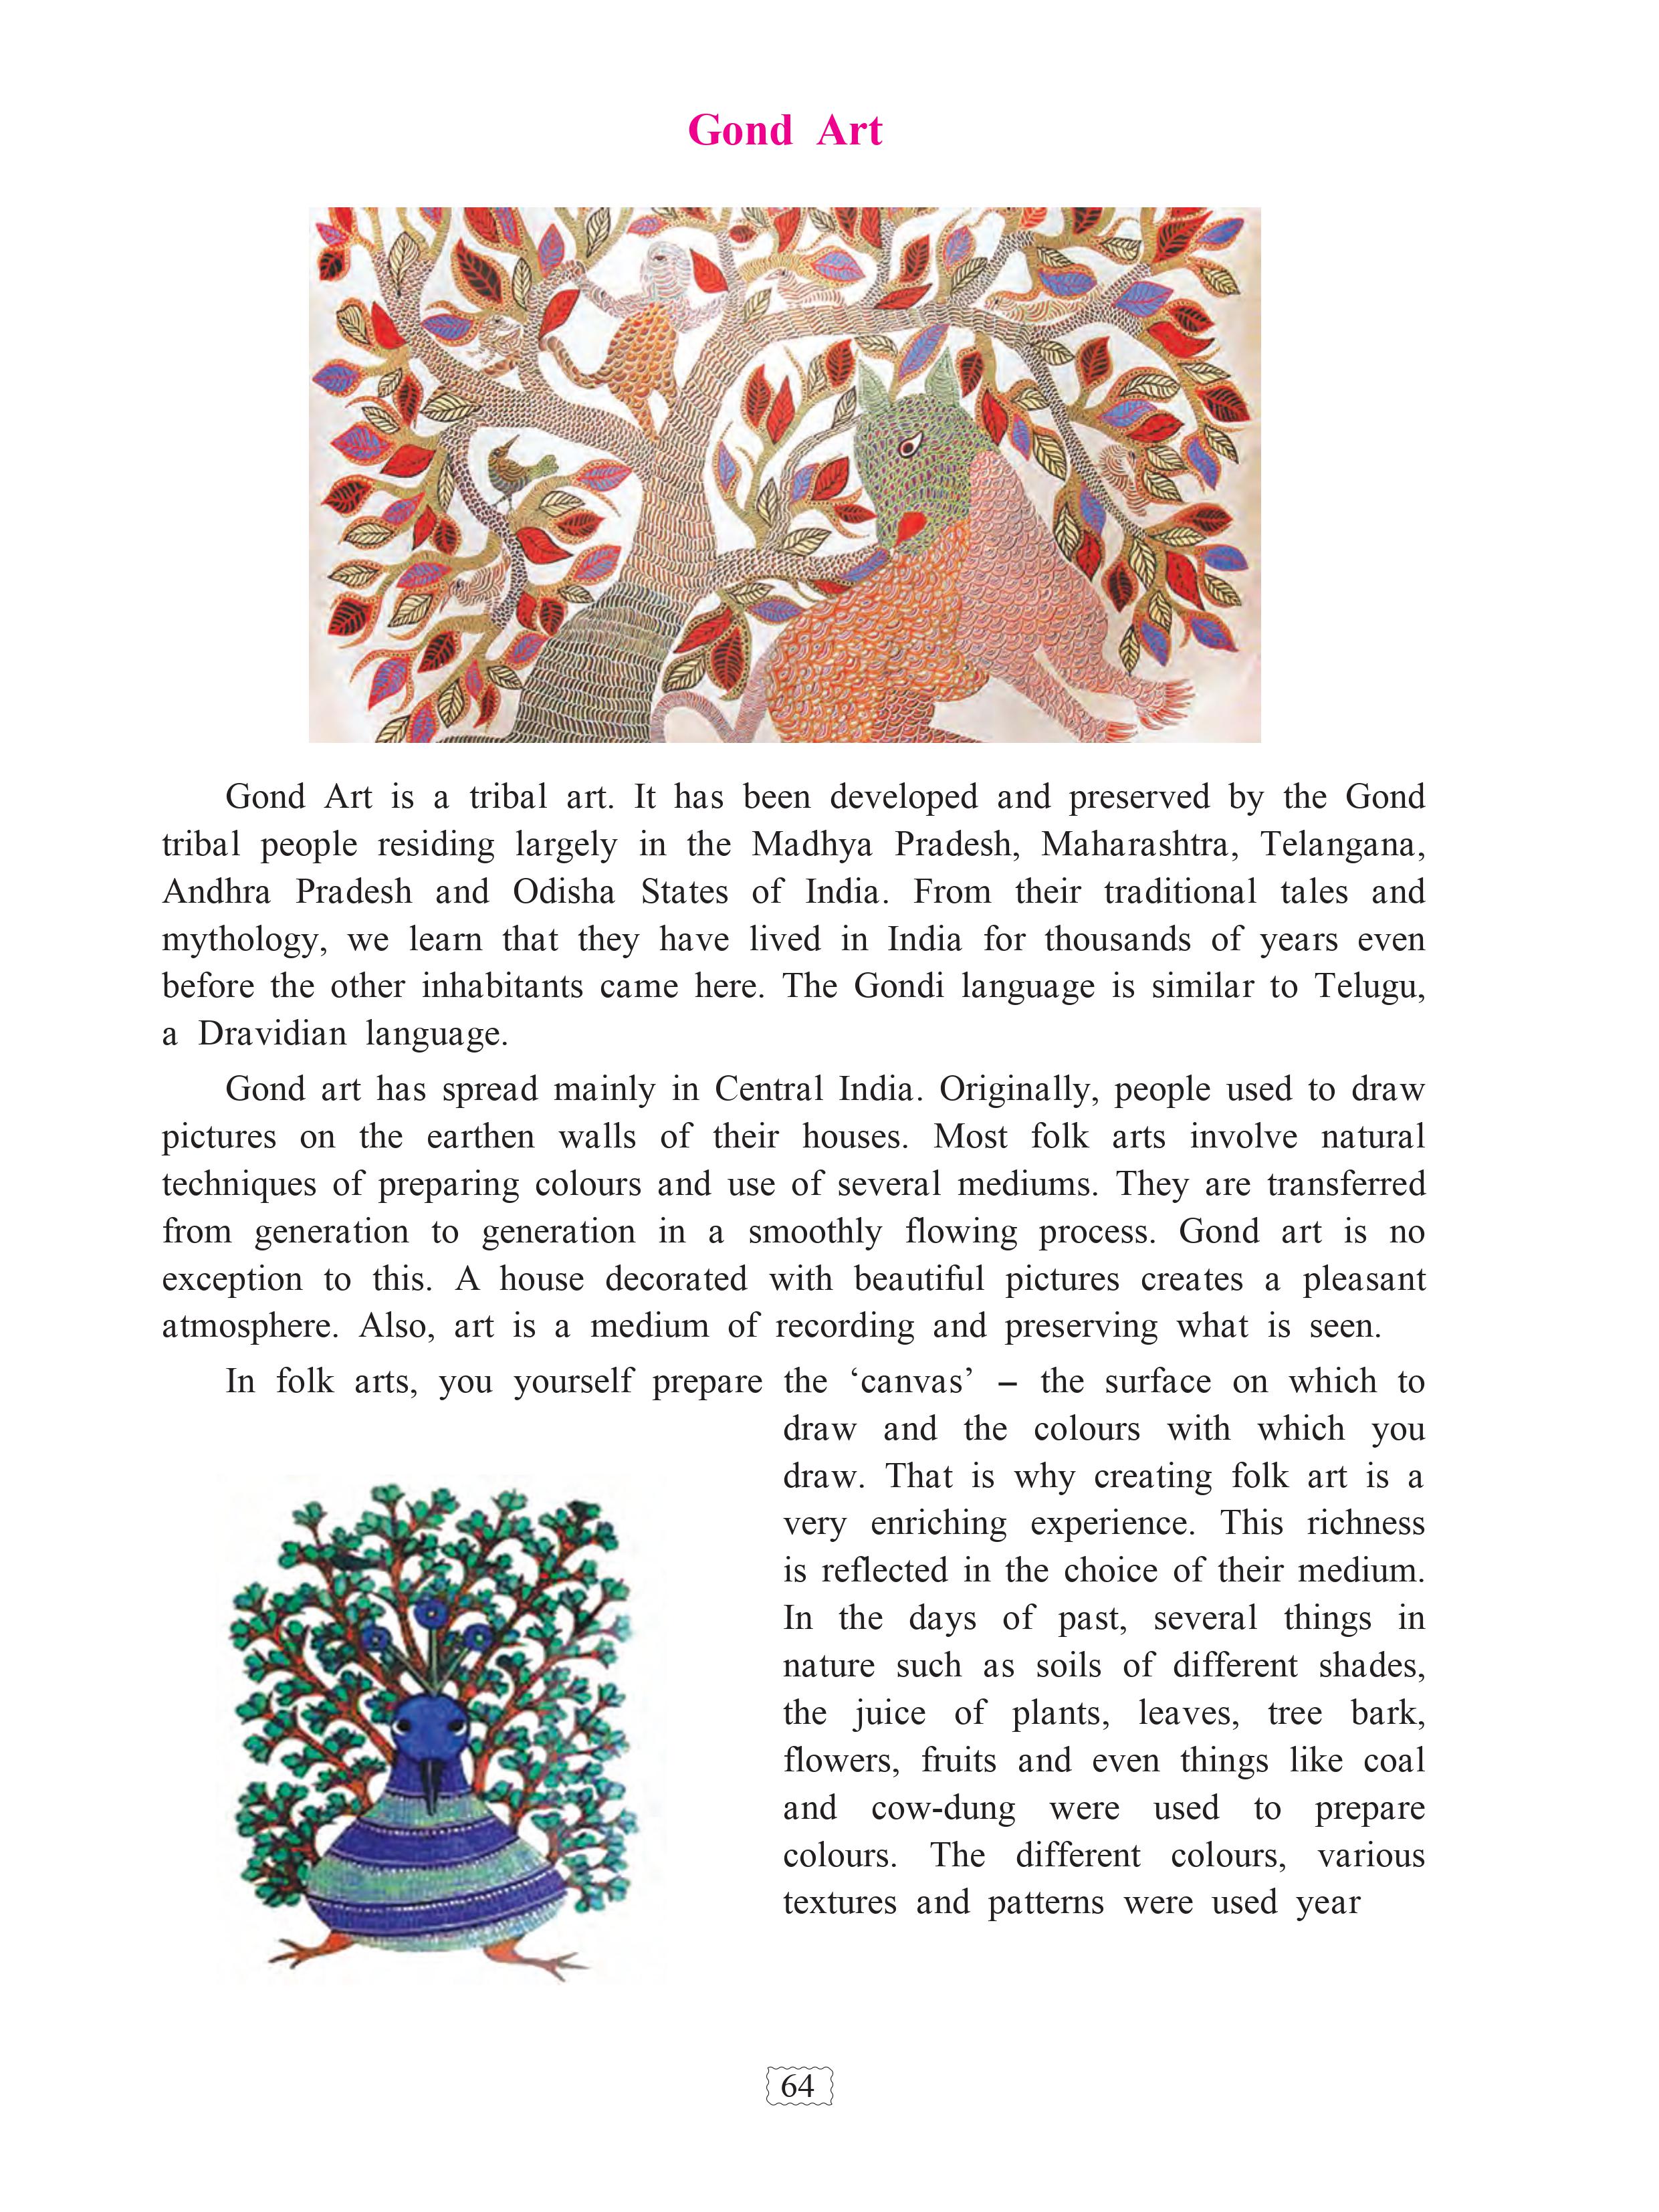 Gond Art
Gond Art is a tribal art. It has been developed and preserved by the Gond
tribal people residing largely in the Madhya Pradesh, Maharashtra, Telangana,
Andhra Pradesh and Odisha States of India. From their traditional tales and
mythology, we learn that they have lived in India for thousands of years even
before the other inhabitants came here. The Gondi language is similar to Telugu,
a Dravidian language.
Gond art has spread mainly in Central India. Originally, people used to draw
pictures on the earthen walls of their houses. Most folk arts involve natural
techniques of preparing colours and use of several mediums. They are transferred
from generation to generation in a smoothly flowing process. Gond art is no
exception to this. A house decorated with beautiful pictures creates a pleasant
atmosphere. Also, art is a medium of recording and preserving what is seen.
In folk arts, you yourself prepare the ‘canvas’ – the surface on which to
draw and the colours with which you
draw. That is why creating folk art is a
very enriching experience. This richness
is reflected in the choice of their medium.
In the days of past, several things in
nature such as soils of different shades,
the juice of plants, leaves, tree bark,
flowers, fruits and even things like coal
and cow-dung were used to prepare
colours. The different colours, various
textures and patterns were used year
64